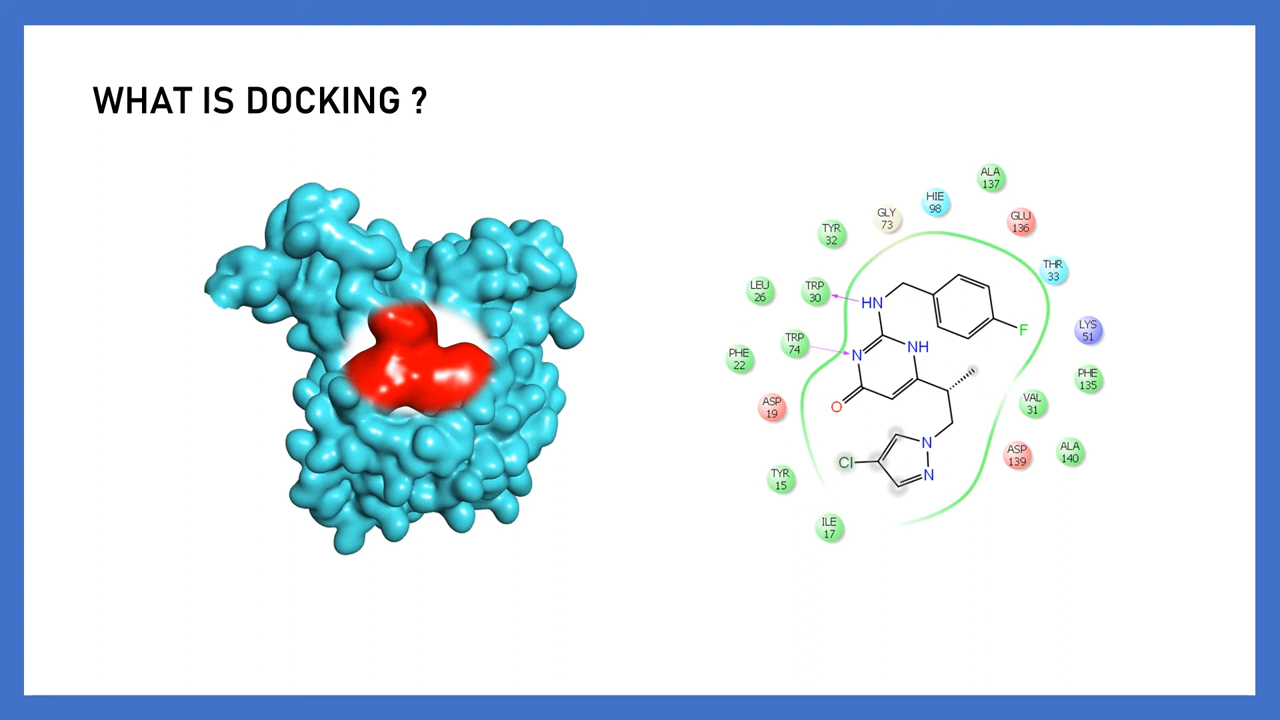 WHAT IS DOCKING ?
ALA
137
HIE
98
GLY
73
GLU
136
TYR
32
THR
33
LEU
26
TRP
30
HN
F
LYS
51
TRP
74
N
NH
PHE
22
PHE
135
O
ASP
19
VAL
31
N
ASP
139
ALA
140
Cl
N
TYR
15
ILE
17